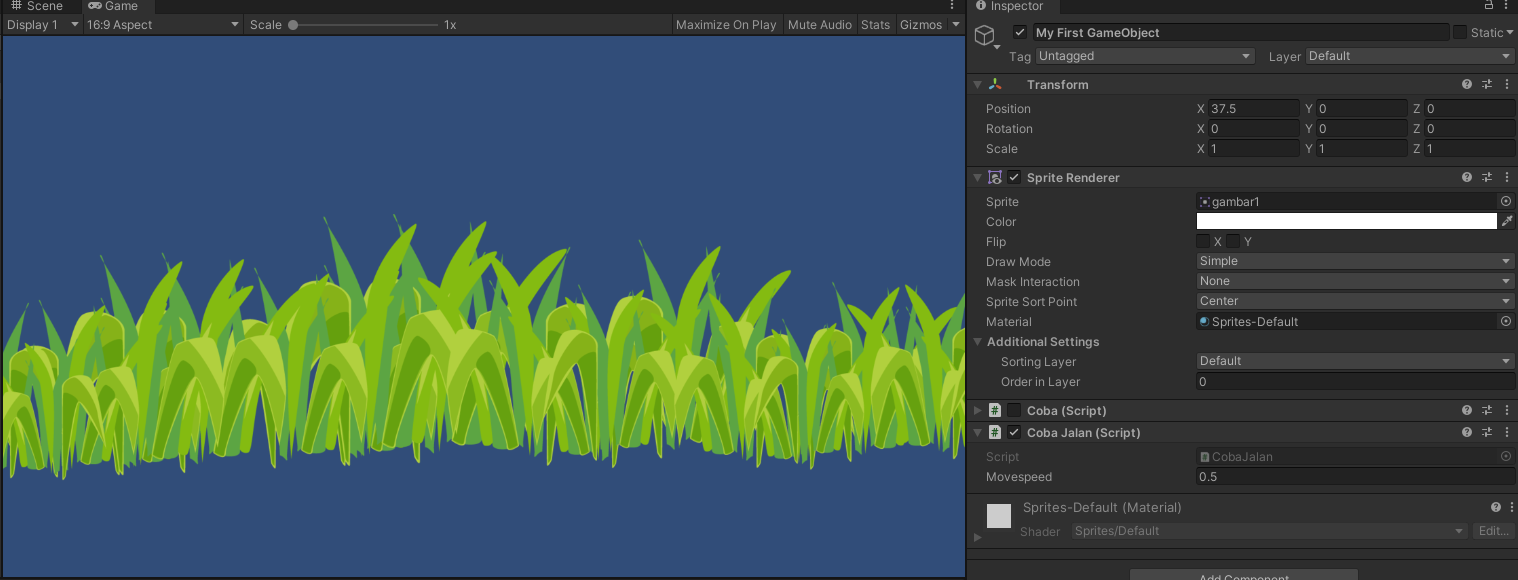 Scene Game
Display 1 16:9 Aspect Scale 1x Maximize On Play Mute Audio Stats Gizmos
Inspector
My First GameObject Static
Tag Untagged Layer Default
Transform
Position X 37.5 Y 0 Z 0
Rotation X 0 Y 0 Z 0
Scale X 1 Y 1 Z 1
Sprite Renderer
Sprite gambar1
Color
Flip X Y
Draw Mode Simple
Mask Interaction None
Sprite Sort Point Center
Material Sprites-Default
Additional Settings
Sorting Layer Default
Order in Layer 0
# Coba (Script)
# Coba Jalan (Script)
Script # CobaJalan
Movespeed 0.5
Sprites-Default (Material)
Shader Sprites/Default Edit...
Add Component